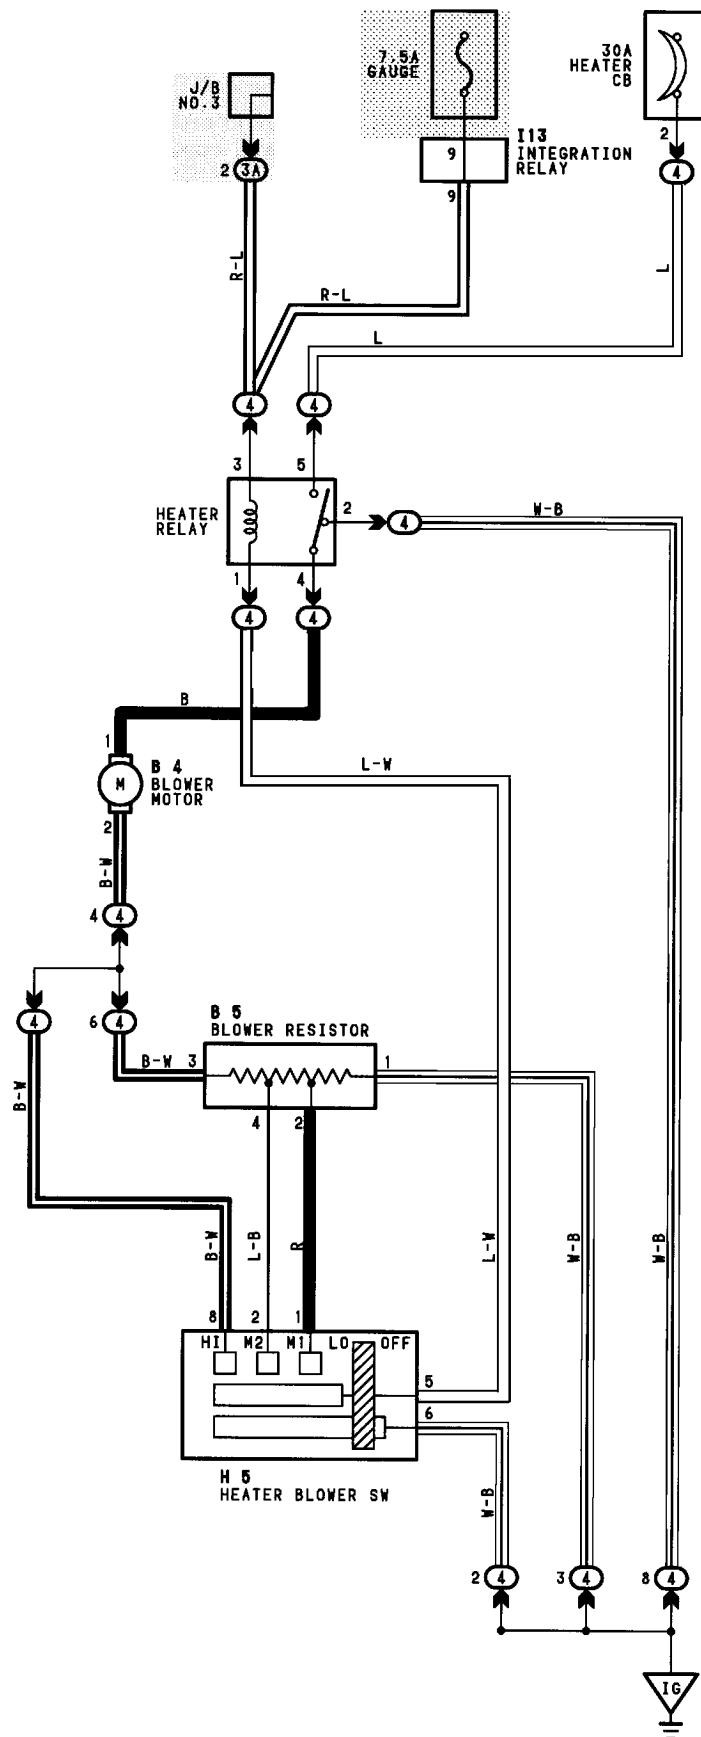 7.5A
GAUGE
30A
HEATER
CB
J/B
NO.3
I13
INTEGRATION
RELAY
9
2
2 3A
9
4
R-L
L
R-L
L
4
4
3
5
HEATER
RELAY
2
4
W-B
1
4
4
4
B
1
M
B 4
BLOWER
MOTOR
L-W
2
B-W
4 4
4
6 4
B 5
BLOWER RESISTOR
B-W
3
1
B-W
4
2
B-W
L-B
R
L-W
W-B
W-B
8
2
1
HI
M2
M1
LO
OFF
5
6
H 5
HEATER BLOWER SW
W-B
2 4
3 4
8 4
IG